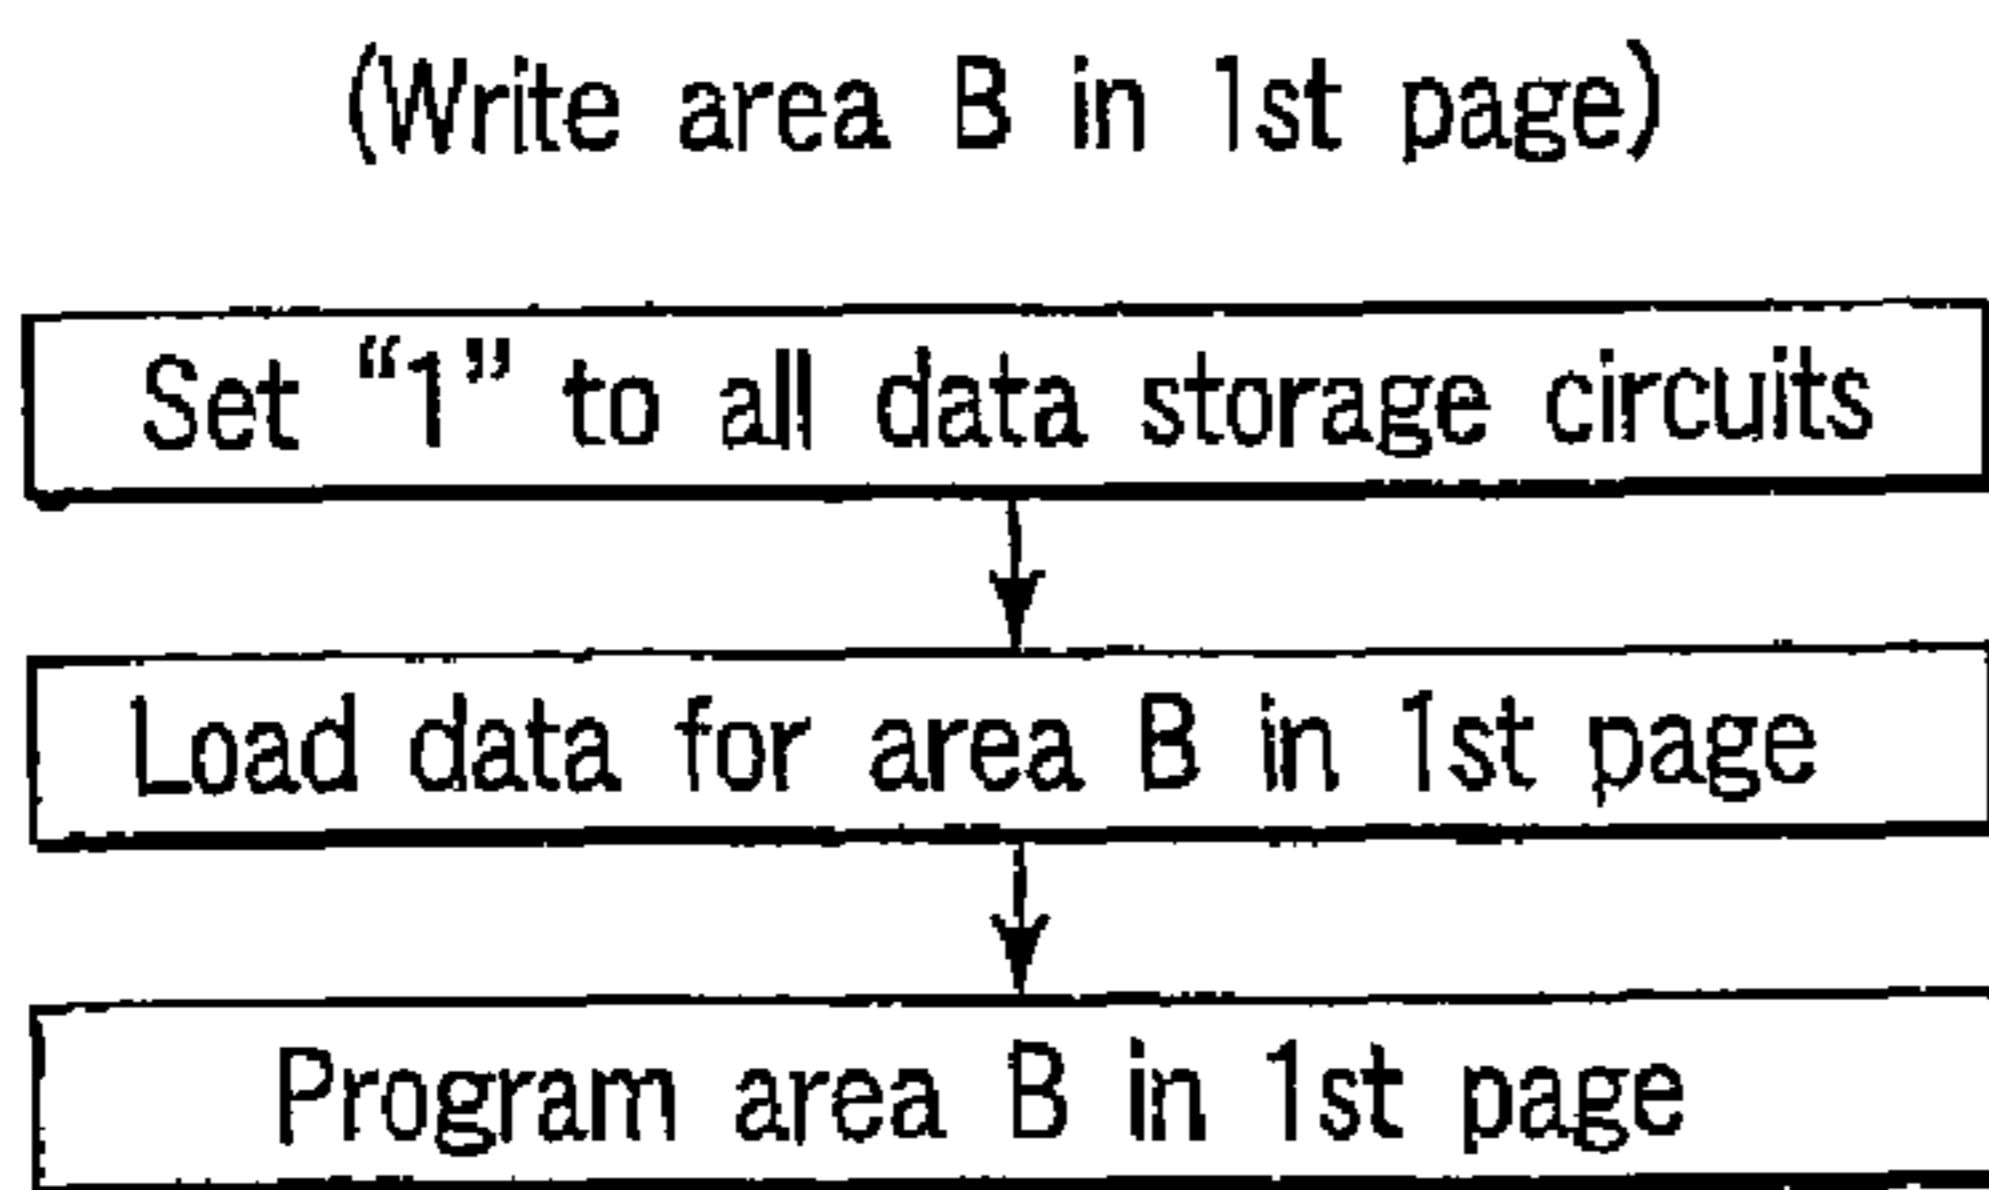 (Write area B in 1st page)
Set “1” to all data storage circuits
Load data for area B in 1st page
Program area B in 1st page